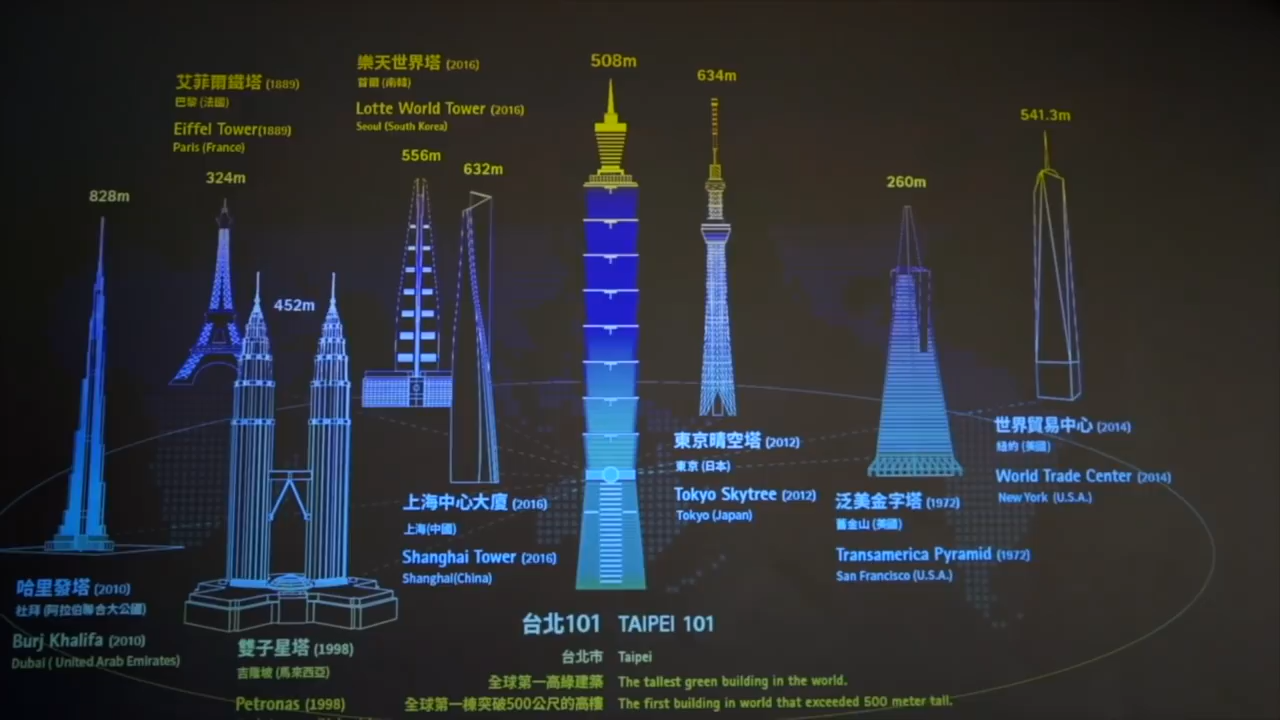 艾菲爾鐵塔 (1889)
巴黎 (法國)
Eiffel Tower(1889)
Paris (France)
324m
樂天世界塔 (2016)
首爾 (南韓)
Lotte World Tower (2016)
Seoul (South Korea)
556m
632m
508m
634m
541.3m
260m
828m
452m
東京晴空塔 (2012)
東京 (日本)
Tokyo Skytree (2012)
Tokyo (Japan)
世界貿易中心 (2014)
紐約 (美國)
World Trade Center (2014)
New York (U.S.A.)
上海中心大廈 (2016)
上海(中國)
Shanghai Tower (2016)
Shanghai(China)
泛美金字塔 (1972)
舊金山 (美國)
Transamerica Pyramid (1972)
San Francisco (U.S.A.)
哈里發塔 (2010)
杜拜 (阿拉伯聯合大公國)
Burj Khalifa (2010)
Dubai ( United Arab Emirates)
雙子星塔 (1998)
吉隆坡 (馬來西亞)
Petronas (1998)
台北101 TAIPEI 101
台北市 Taipei
全球第一高綠建築 The tallest green building in the world.
全球第一棟突破500公尺的高樓 The first building in world that exceeded 500 meter tall.